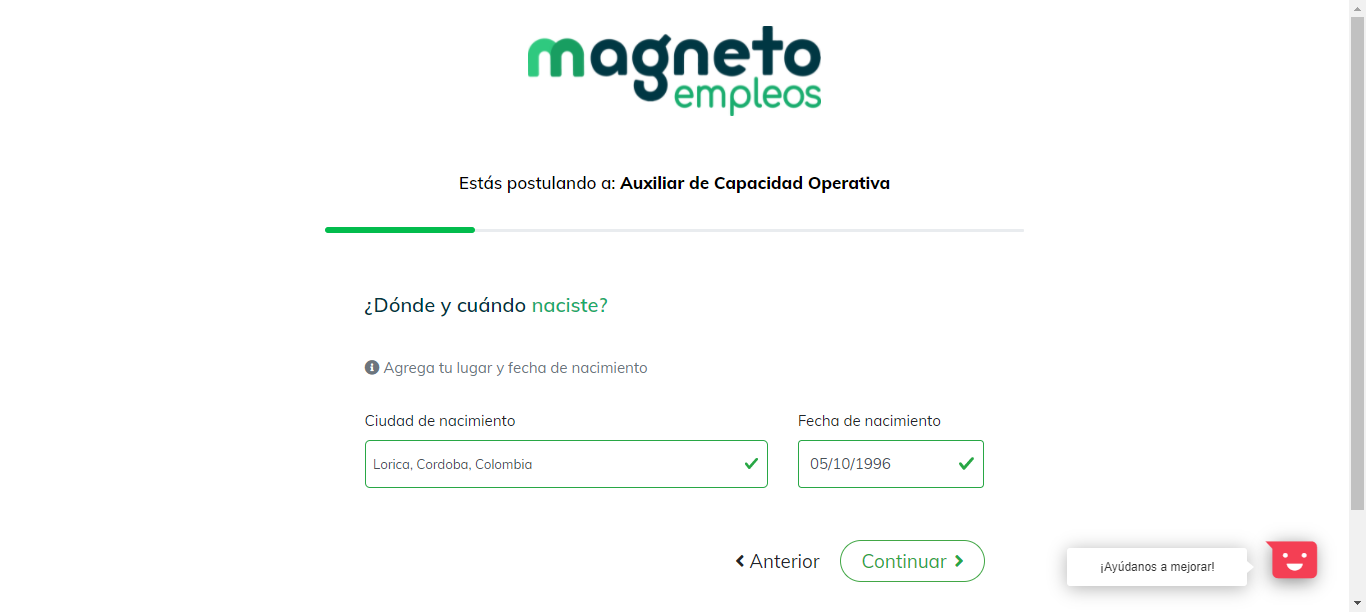 magneto
empleos
Estás postulando a: Auxiliar de Capacidad Operativa
¿Dónde y cuándo naciste?
Agrega tu lugar y fecha de nacimiento
Ciudad de nacimiento
Fecha de nacimiento
Lorica, Cordoba, Colombia
05/10/1996
Anterior
Continuar
¡Ayúdanos a mejorar!